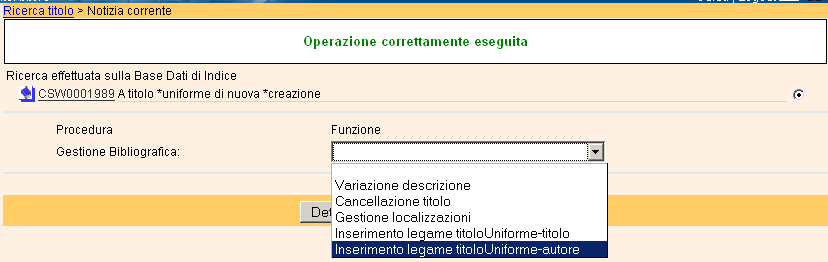 Ricerca titolo > Notizia corrente
Operazione correttamente eseguita
Ricerca effettuata sulla Base Dati di Indice
CSW0001989 A titolo *uniforme di nuova *creazione
Procedura Funzione
Gestione Bibliografica:
Variazione descrizione
Cancellazione titolo
Gestione localizzazioni
Inserimento legame titoloUniforme-titolo
Det
Inserimento legame titoloUniforme-autore